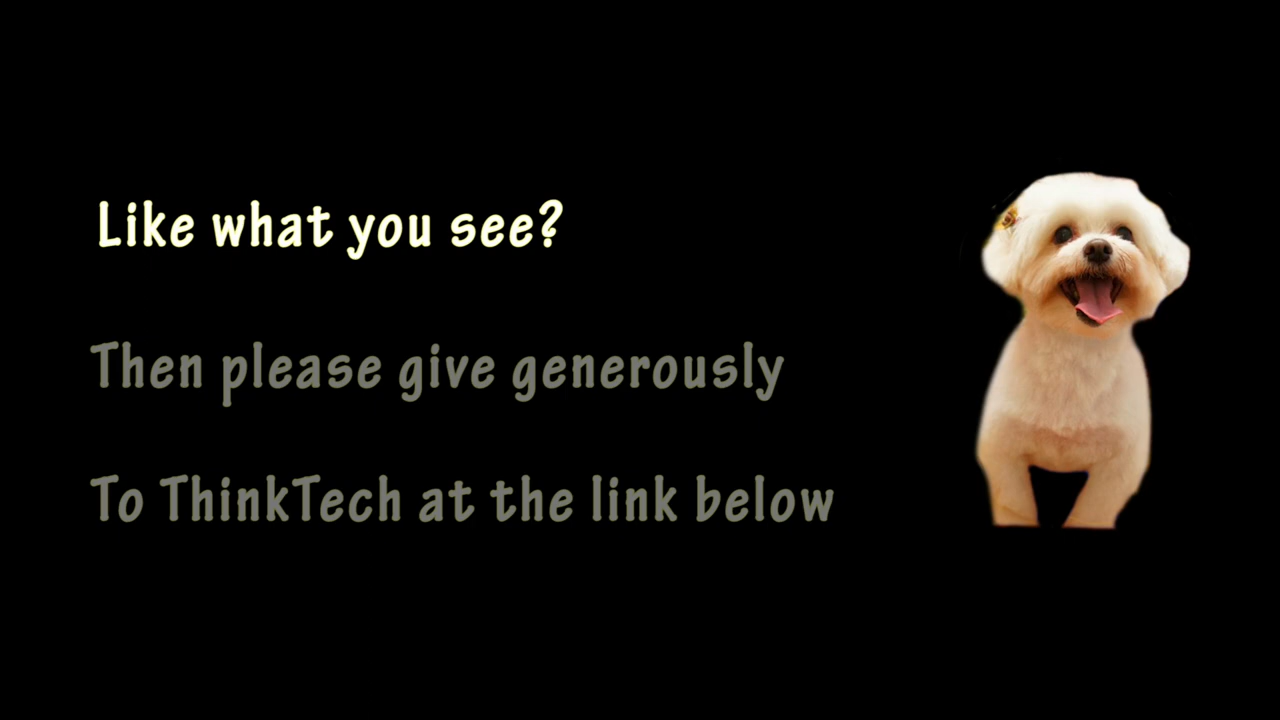 Like what you see?
Then please give generously
To ThinkTech at the link below